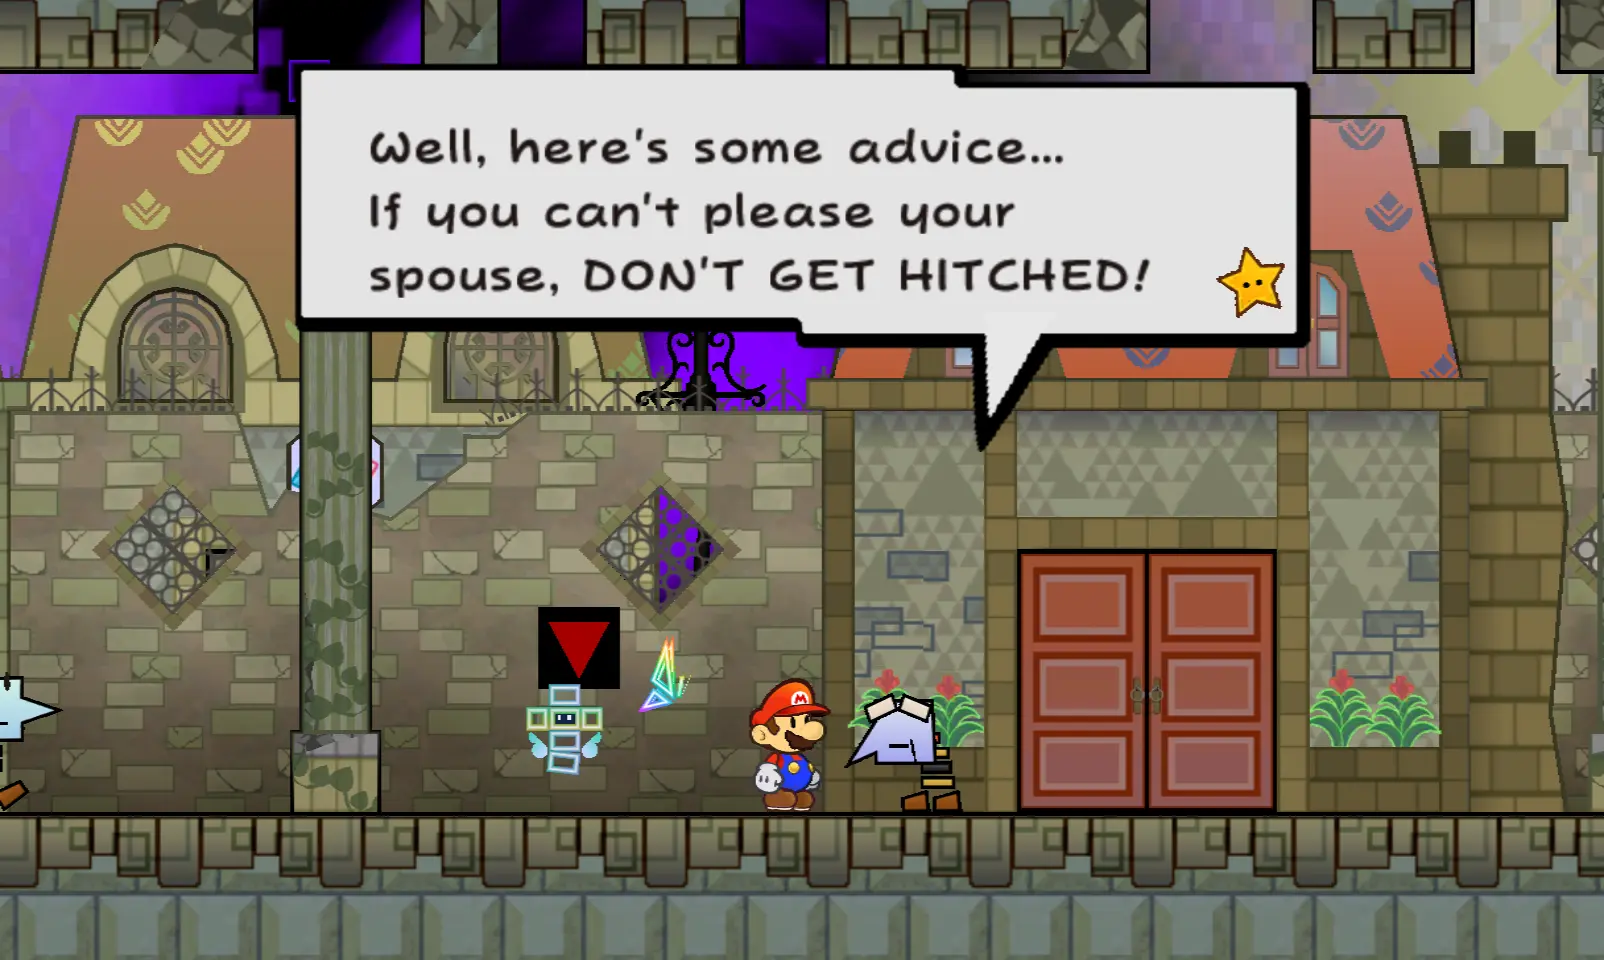 Well, here's some advice...
If you can't please your
spouse, DON'T GET HITCHED!
M